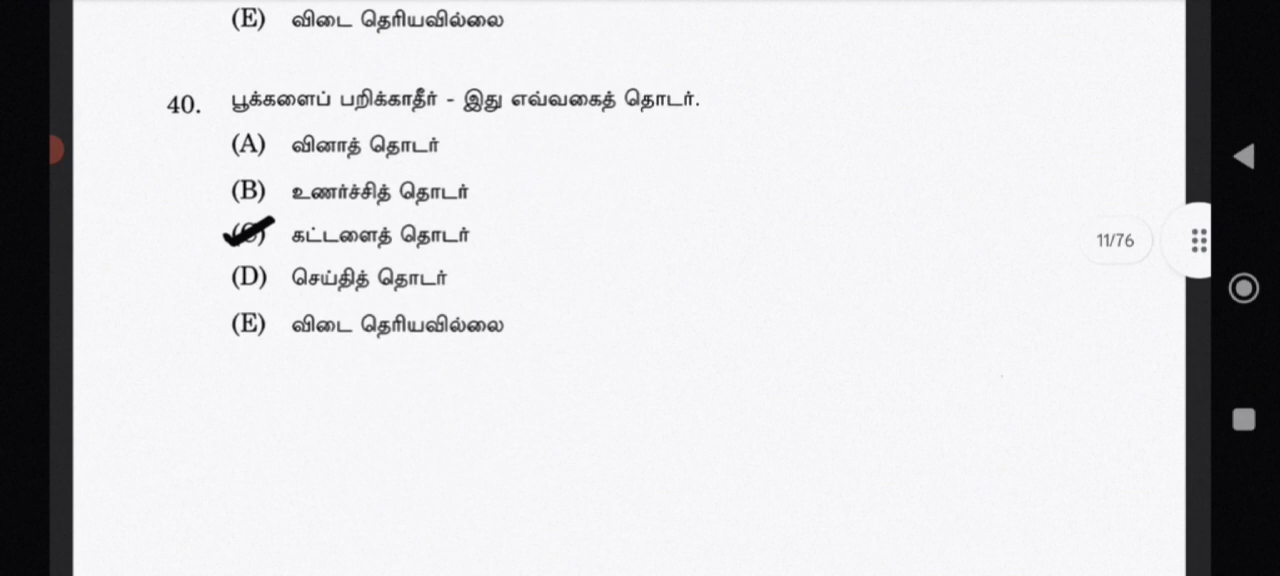 (E) விடை தெரியவில்லை
40. பூக்களைப் பறிக்காதீர் - இது எவ்வகைத் தொடர்.
(A) வினாத் தொடர்
(B) உணர்ச்சித் தொடர்
(C) கட்டளைத் தொடர்
11/76
(D) செய்தித் தொடர்
(E) விடை தெரியவில்லை